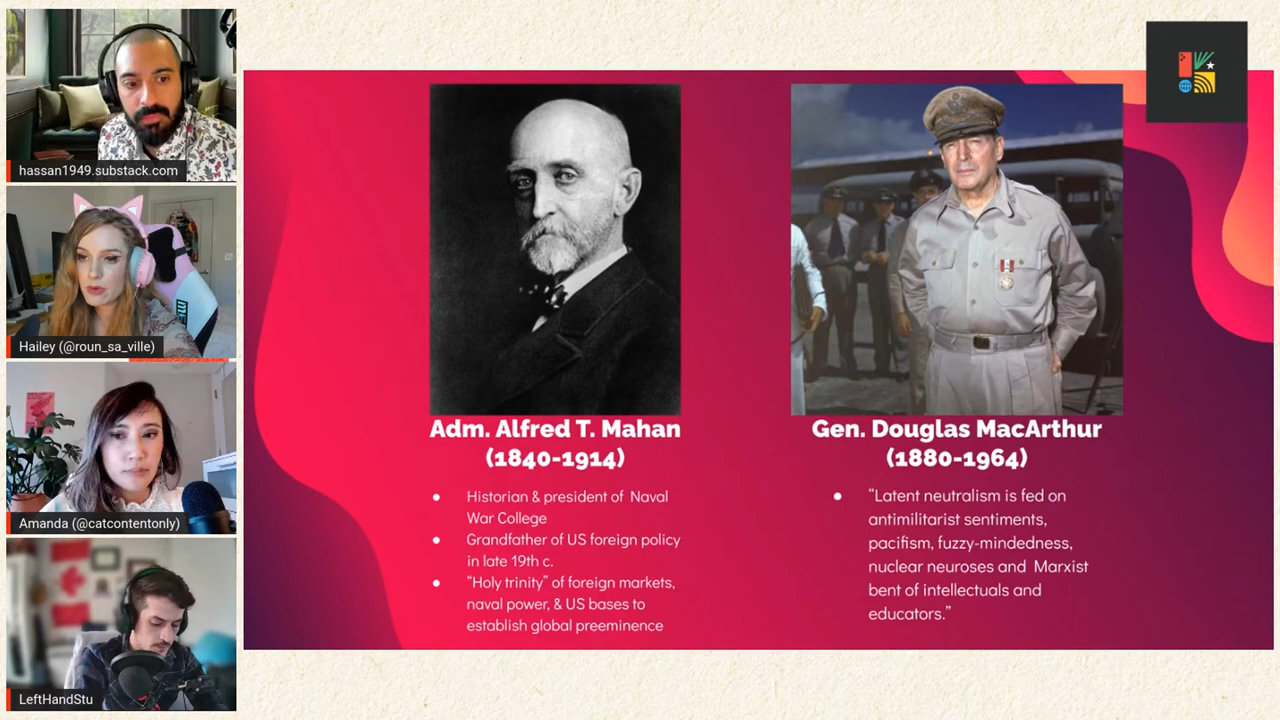 hassan1949.substack.com
Hailey (@roun_sa_ville)
Amanda (@catcontentonly)
LeftHandStu
Adm. Alfred T. Mahan
(1840-1914)
• Historian & president of Naval
War College
• Grandfather of US foreign policy
in late 19th c.
• “Holy trinity” of foreign markets,
naval power, & US bases to
establish global preeminence
Gen. Douglas MacArthur
(1880-1964)
• “Latent neutralism is fed on
antimilitarist sentiments,
pacifism, fuzzy-mindedness,
nuclear neuroses and Marxist
bent of intellectuals and
educators.”